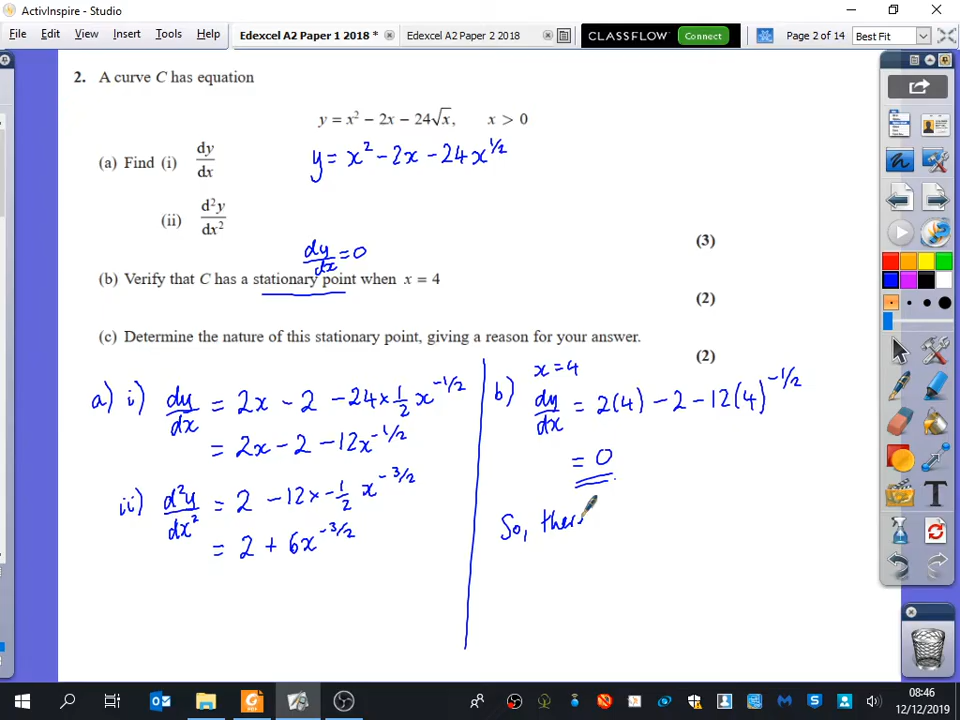 ActivInspire - Studio
File Edit View Insert Tools Help
Edexcel A2 Paper 1 2018 *
Edexcel A2 Paper 2 2018
CLASSFLOW Connect
Page 2 of 14
Best Fit
2. A curve C has equation
y = x² − 2x − 24√x, x > 0
y = x² − 2x − 24x^{1/2}
(a) Find (i) dy/dx
(ii) d²y/dx²
(3)
dy/dx = 0
(b) Verify that C has a stationary point when x = 4
(2)
(c) Determine the nature of this stationary point, giving a reason for your answer.
(2)
a) i) dy/dx = 2x − 2 − 24 × 1/2 x^{−1/2}
= 2x − 2 − 12x^{−1/2}
ii) d²y/dx² = 2 − 12 × −1/2 x^{−3/2}
= 2 + 6x^{−3/2}
x = 4
b) dy/dx = 2(4) − 2 − 12(4)^{−1/2}
= 0
So, ther
08:46
12/12/2019